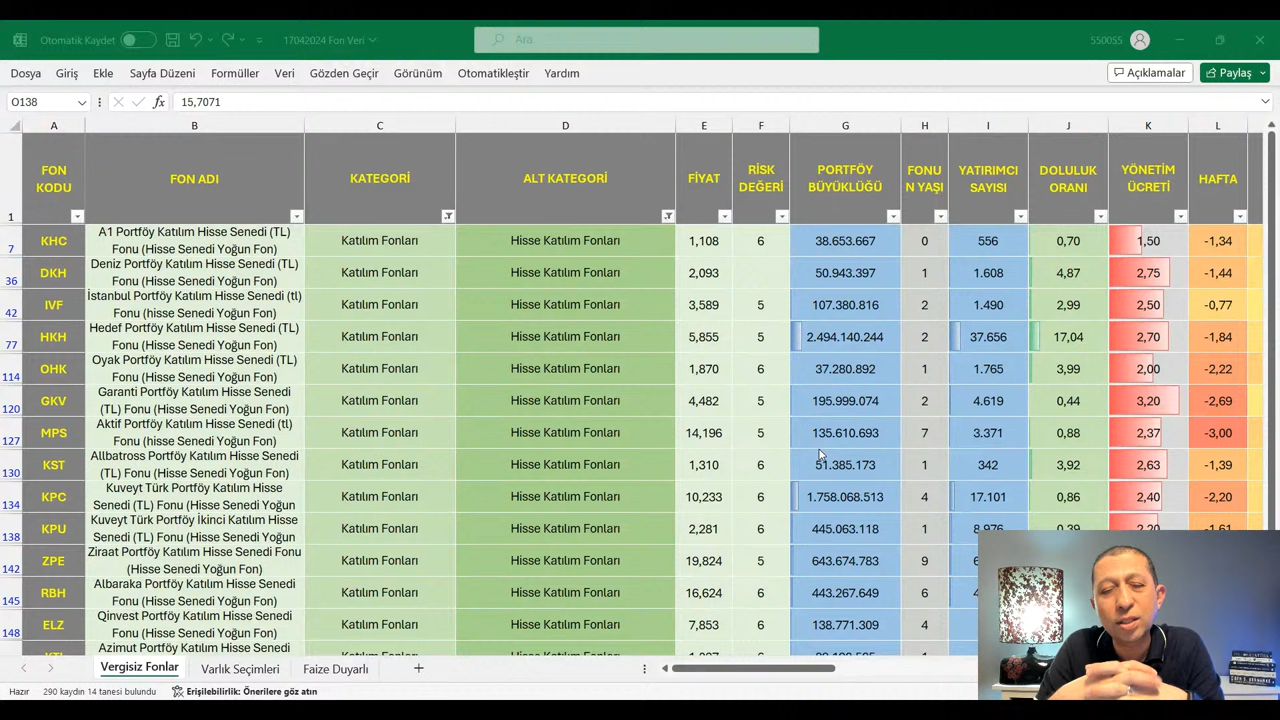 Otomatik Kaydet
17042024 Fon Veri
Ara
550055
Dosya Giriş Ekle Sayfa Düzeni Formüller Veri Gözden Geçir Görünüm Otomatikleştir Yardım
Açıklamalar Paylaş
O138 fx 15,7071
A B C D E F G H I J K L
1 FON KODU FON ADI KATEGORİ ALT KATEGORİ FİYAT RİSK DEĞERİ PORTFÖY BÜYÜKLÜĞÜ FONU N YAŞI YATIRIMCI SAYISI DOLULUK ORANI YÖNETİM ÜCRETİ HAFTA
7 KHC A1 Portföy Katılım Hisse Senedi (TL) Fonu (Hisse Senedi Yoğun Fon) Katılım Fonları Hisse Katılım Fonları 1,108 6 38.653.667 0 556 0,70 1,50 -1,34
36 DKH Deniz Portföy Katılım Hisse Senedi (TL) Fonu (Hisse Senedi Yoğun Fon) Katılım Fonları Hisse Katılım Fonları 2,093 50.943.397 1 1.608 4,87 2,75 -1,44
42 IVF İstanbul Portföy Katılım Hisse Senedi (tl) Fonu (hisse Senedi Yoğun Fon) Katılım Fonları Hisse Katılım Fonları 3,589 5 107.380.816 2 1.490 2,99 2,50 -0,77
77 HKH Hedef Portföy Katılım Hisse Senedi (TL) Fonu (Hisse Senedi Yoğun Fon) Katılım Fonları Hisse Katılım Fonları 5,855 5 2.494.140.244 2 37.656 17,04 2,70 -1,84
114 OHK Oyak Portföy Katılım Hisse Senedi (TL) Fonu (Hisse Senedi Yoğun Fon) Katılım Fonları Hisse Katılım Fonları 1,870 6 37.280.892 1 1.765 3,99 2,00 -2,22
120 GKV Garanti Portföy Katılım Hisse Senedi (TL) Fonu (Hisse Senedi Yoğun Fon) Katılım Fonları Hisse Katılım Fonları 4,482 5 195.999.074 2 4.619 0,44 3,20 -2,69
127 MPS Aktif Portföy Katılım Hisse Senedi (tl) Fonu (hisse Senedi Yoğun Fon) Katılım Fonları Hisse Katılım Fonları 14,196 5 135.610.693 7 3.371 0,88 2,37 -3,00
130 KST Allbatross Portföy Katılım Hisse Senedi (TL) Fonu (Hisse Senedi Yoğun Fon) Katılım Fonları Hisse Katılım Fonları 1,310 6 51.385.173 1 342 3,92 2,63 -1,39
134 KPC Kuveyt Türk Portföy Katılım Hisse Senedi (TL) Fonu (Hisse Senedi Yoğun Katılım Fonları Hisse Katılım Fonları 10,233 6 1.758.068.513 4 17.101 0,86 2,40 -2,20
138 KPU Kuveyt Türk Portföy İkinci Katılım Hisse Senedi (TL) Fonu (Hisse Senedi Yoğun Katılım Fonları Hisse Katılım Fonları 2,281 6 445.063.118 1 8.976 0,39 2,20 -1,61
142 ZPE Ziraat Portföy Katılım Hisse Senedi Fonu (Hisse Senedi Yoğun Fon) Katılım Fonları Hisse Katılım Fonları 19,824 5 643.674.783 9
145 RBH Albaraka Portföy Katılım Hisse Senedi Fonu (Hisse Senedi Yoğun Fon) Katılım Fonları Hisse Katılım Fonları 16,624 6 443.267.649 6
148 ELZ Qinvest Portföy Katılım Hisse Senedi Fonu (Hisse Senedi Yoğun Fon) Katılım Fonları Hisse Katılım Fonları 7,853 6 138.771.309 4
Azimut Portföy Katılım Hisse Senedi
Vergisiz Fonlar Varlık Seçimleri Faize Duyarlı
Hazır 290 kaydın 14 tanesi bulundu Erişilebilirlik: Önerilere göz atın